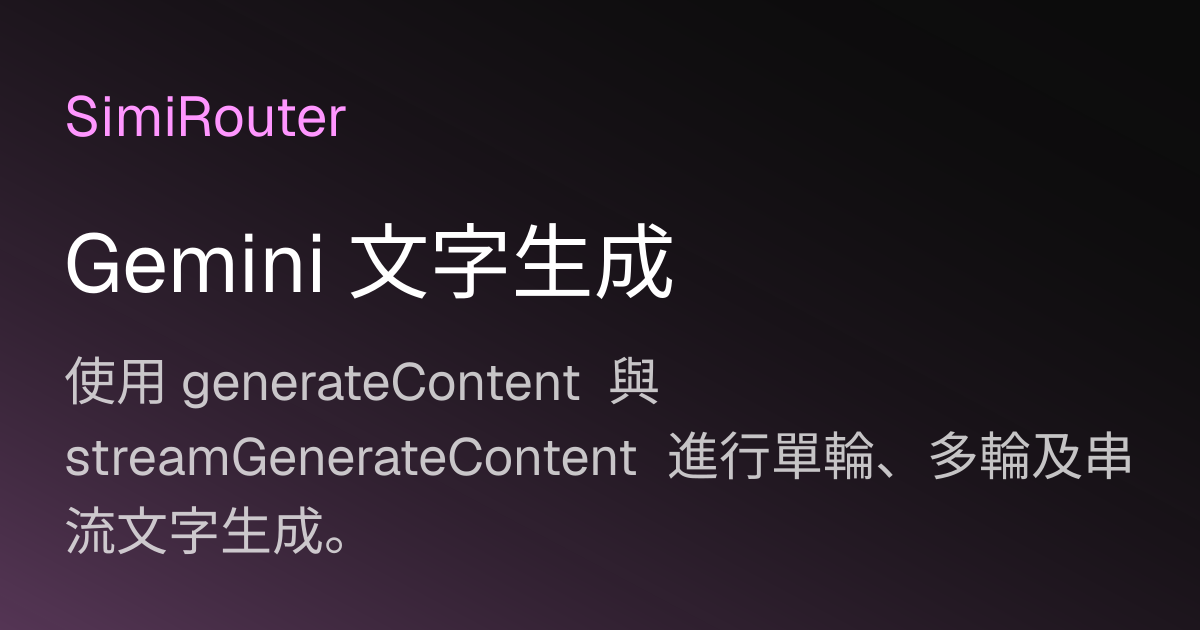 SimiRouter
Gemini 文字生成
使用 generateContent 與
streamGenerateContent 進行單輪、多輪及串
流文字生成。